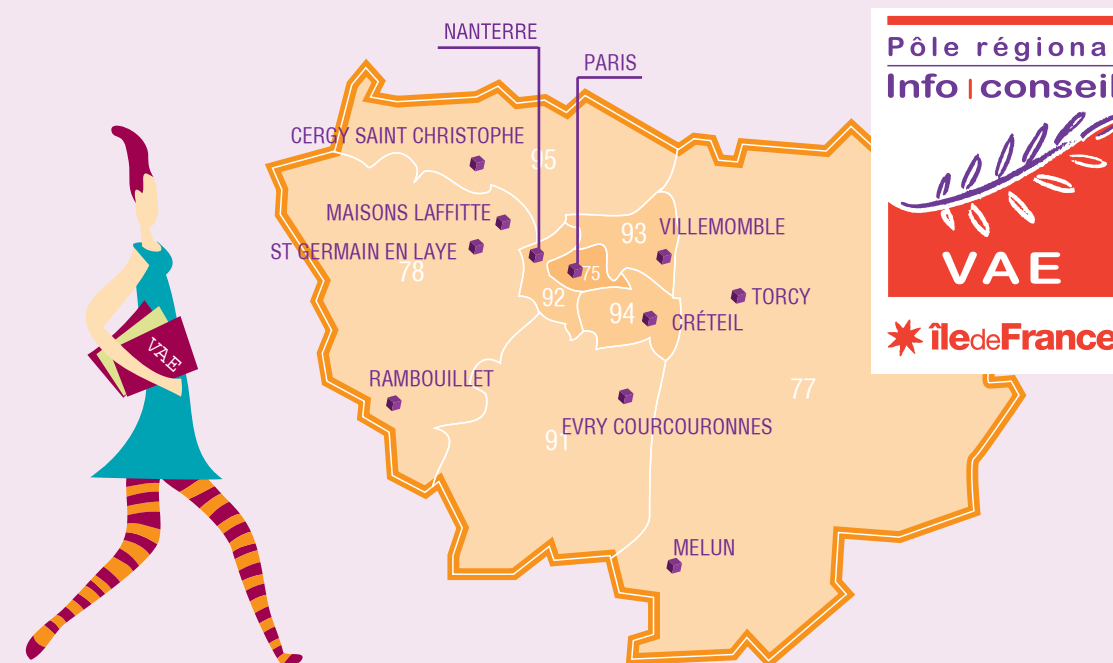 NANTERRE
PARIS
CERGY SAINT CHRISTOPHE
95
MAISONS LAFFITTE
ST GERMAIN EN LAYE
78
93
VILLEMOMBLE
75
92
94
TORCY
CRÉTEIL
RAMBOUILLET
77
91
EVRY COURCOURONNES
MELUN
VAE
Pôle régiona
Info | conseil
VAE
îledeFrance